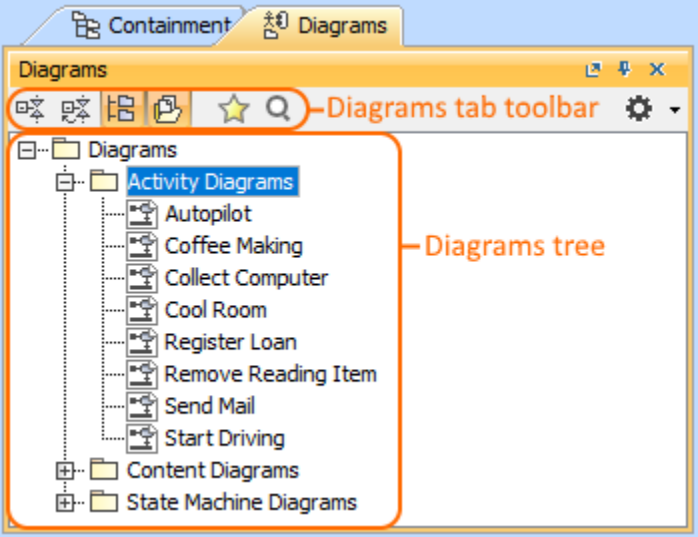 Containment
Diagrams
Diagrams
Diagrams tab toolbar
Diagrams
Activity Diagrams
Autopilot
Coffee Making
Diagrams tree
Collect Computer
Cool Room
Register Loan
Remove Reading Item
Send Mail
Start Driving
Content Diagrams
State Machine Diagrams